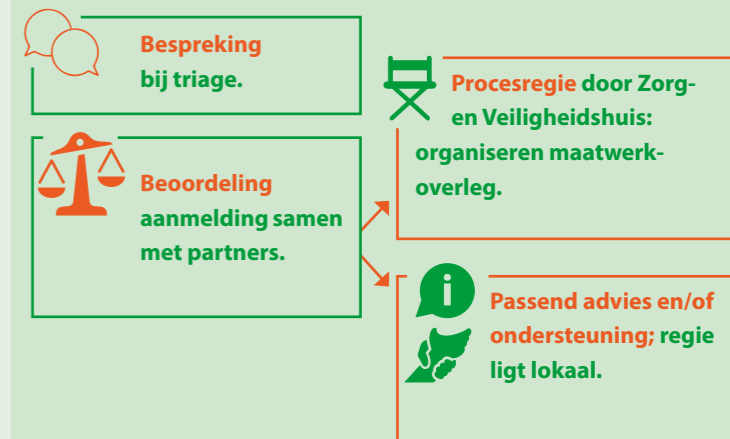 Bespreking
bij triage.
Beoordeling
aanmelding samen
met partners.
Procesregie door Zorg-
en Veiligheidshuis:
organiseren maatwerk-
overleg.
Passend advies en/of
ondersteuning; regie
ligt lokaal.